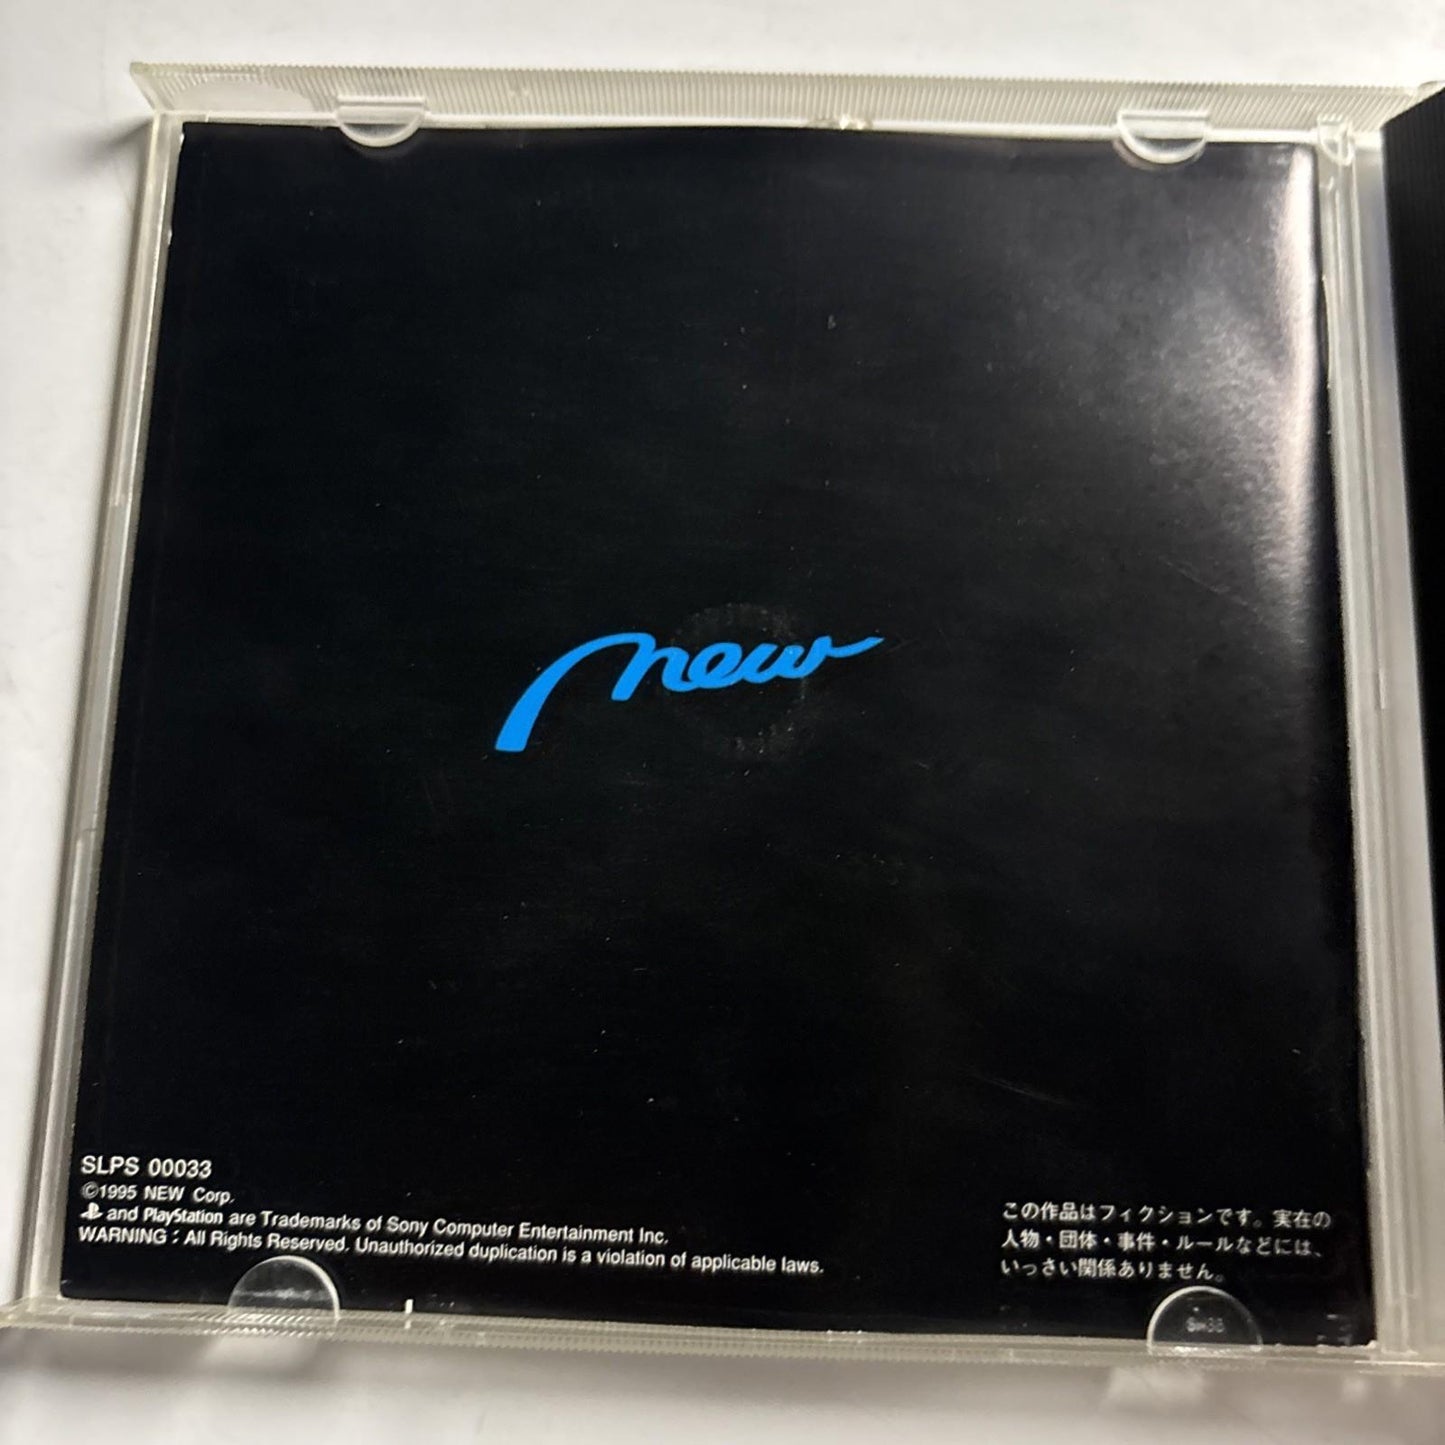 new
SLPS 00033
©1995 NEW Corp.
and PlayStation are Trademarks of Sony Computer Entertainment Inc.
WARNING : All Rights Reserved. Unauthorized duplication is a violation of applicable laws.
この作品はフィクションです。実在の
人物・団体・事件・ルールなどには、
いっさい関係ありません。